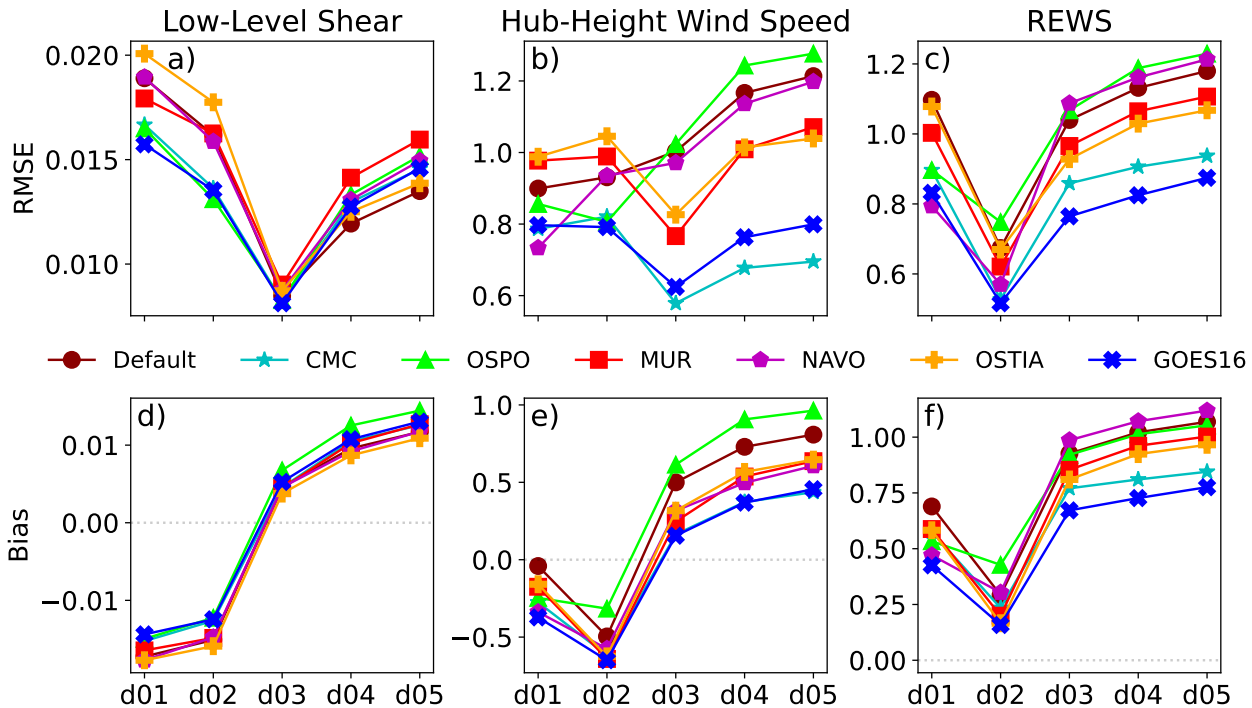 Low-Level Shear
Hub-Height Wind Speed
REWS
a)
b)
c)
RMSE
0.020
0.015
0.010
1.2
1.0
0.8
0.6
1.2
1.0
0.8
0.6
Default
CMC
OSPO
MUR
NAVO
OSTIA
GOES16
d)
e)
f)
Bias
0.01
0.00
−0.01
1.0
0.5
0.0
−0.5
1.00
0.75
0.50
0.25
0.00
d01 d02 d03 d04 d05
d01 d02 d03 d04 d05
d01 d02 d03 d04 d05